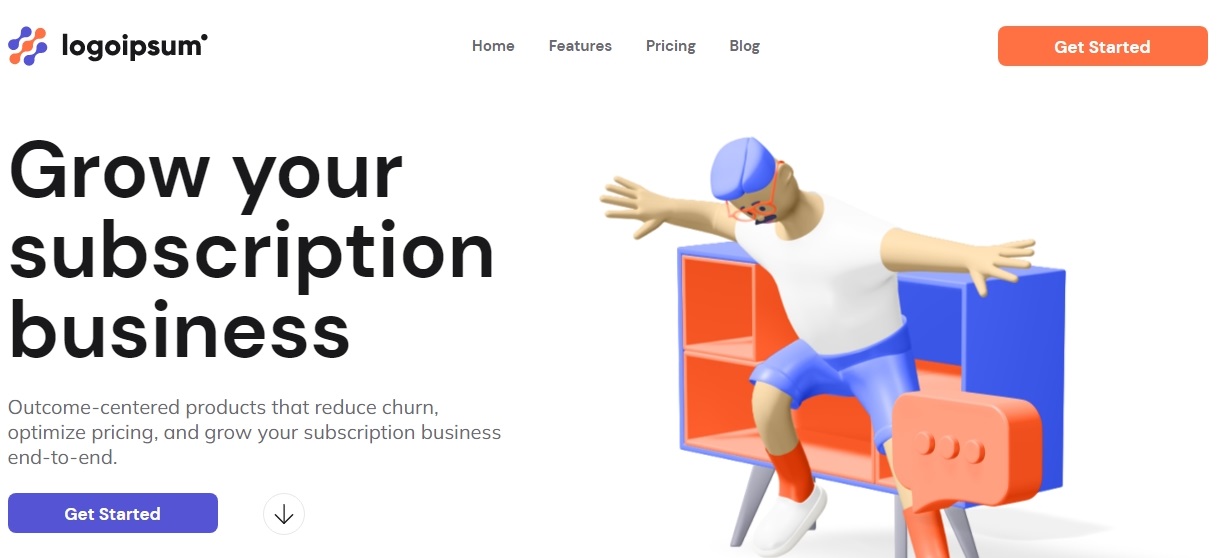 logoipsum
Home
Features
Pricing
Blog
Get Started
Grow your
subscription
business
Outcome-centered products that reduce churn,
optimize pricing, and grow your subscription business
end-to-end.
Get Started